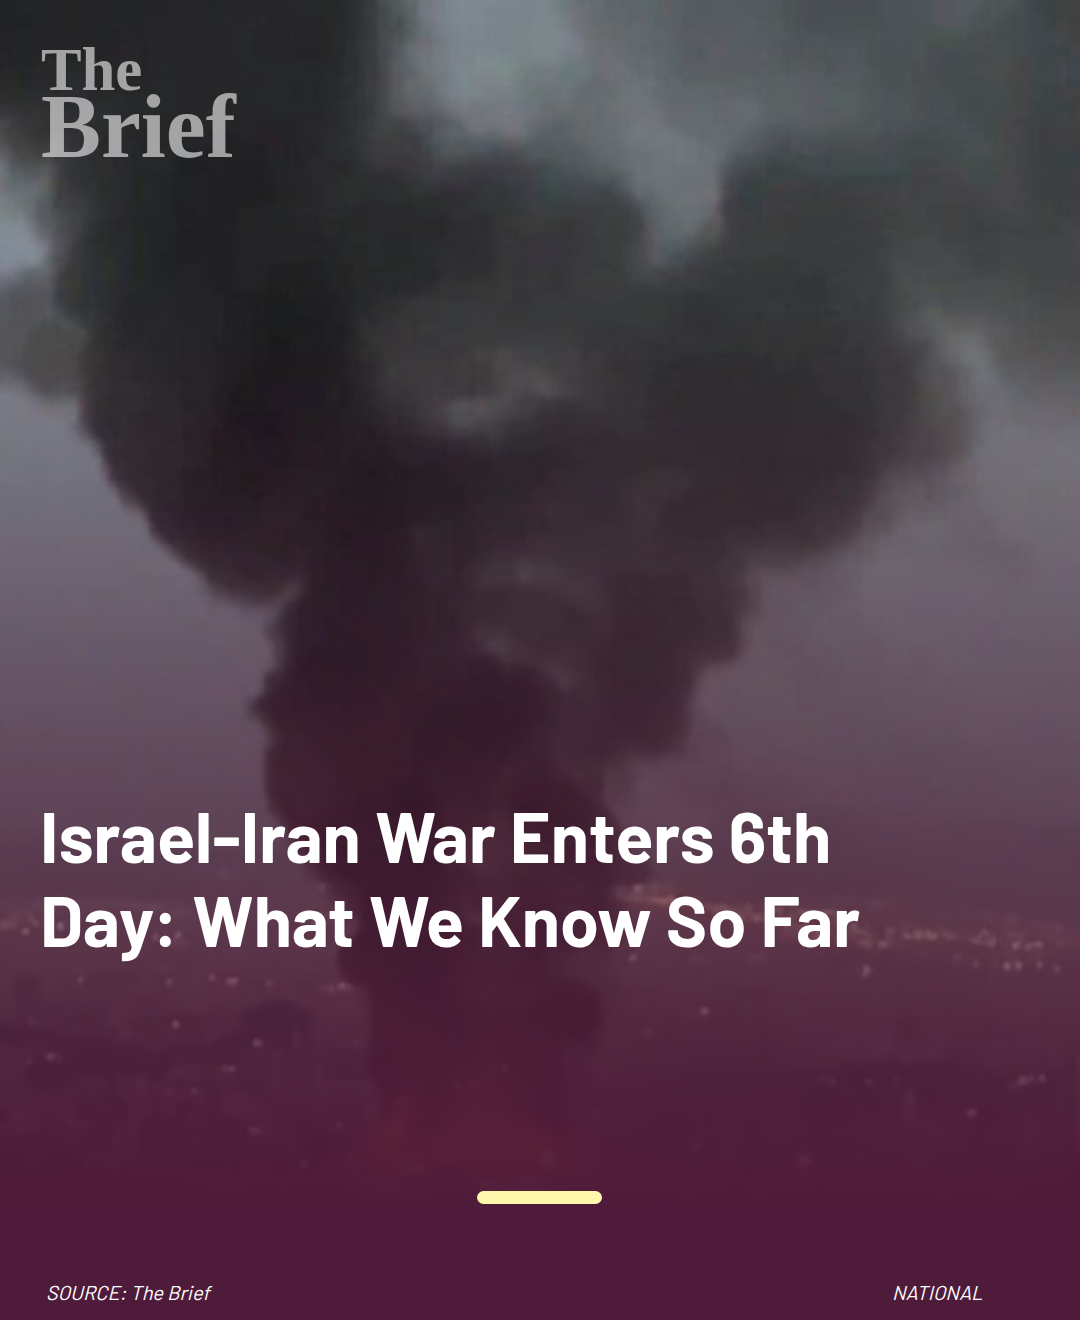 The
Brief
Israel-Iran War Enters 6th
Day: What We Know So Far
SOURCE: The Brief
NATIONAL